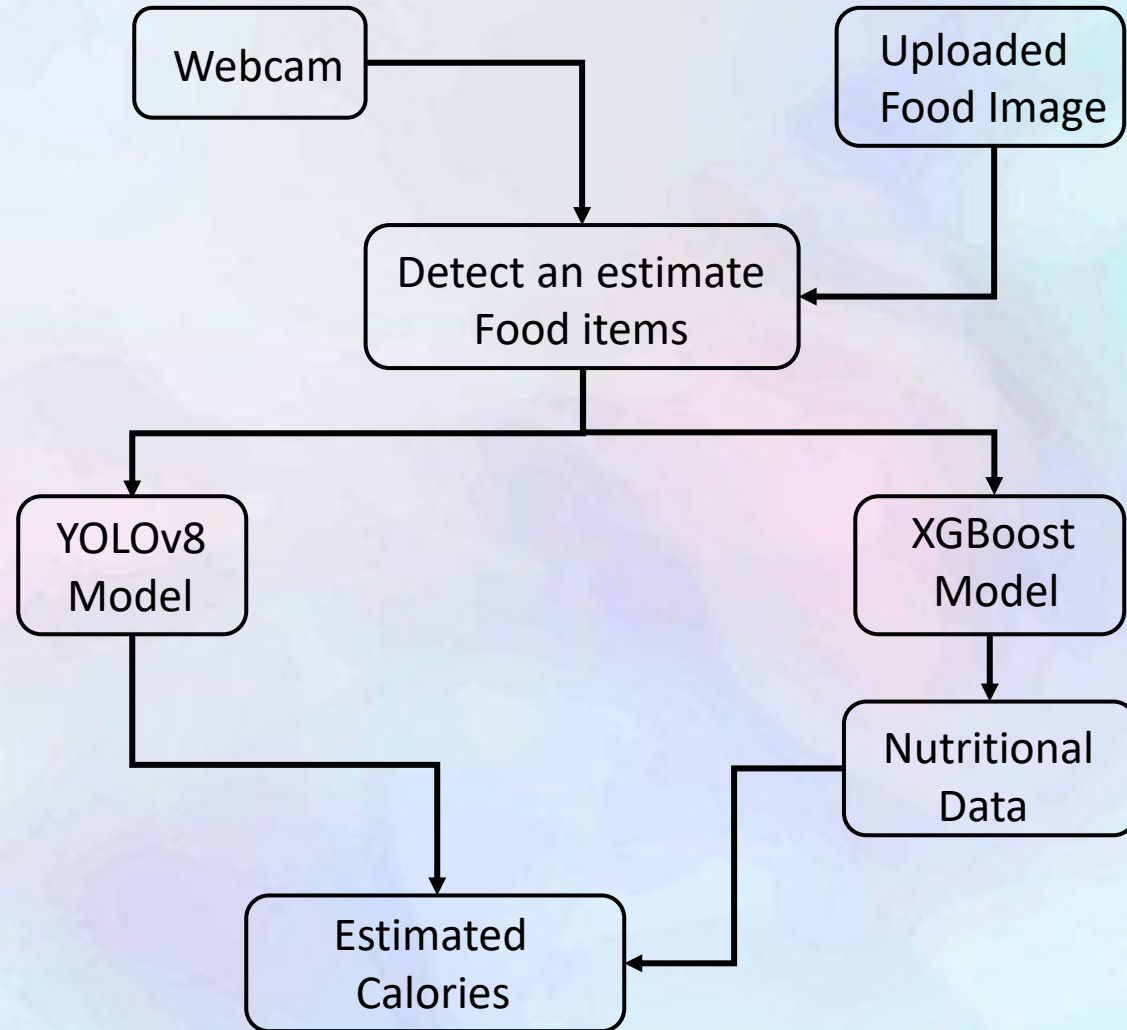 Webcam
Uploaded
Food Image
Detect an estimate
Food items
YOLOv8
Model
XGBoost
Model
Nutritional
Data
Estimated
Calories